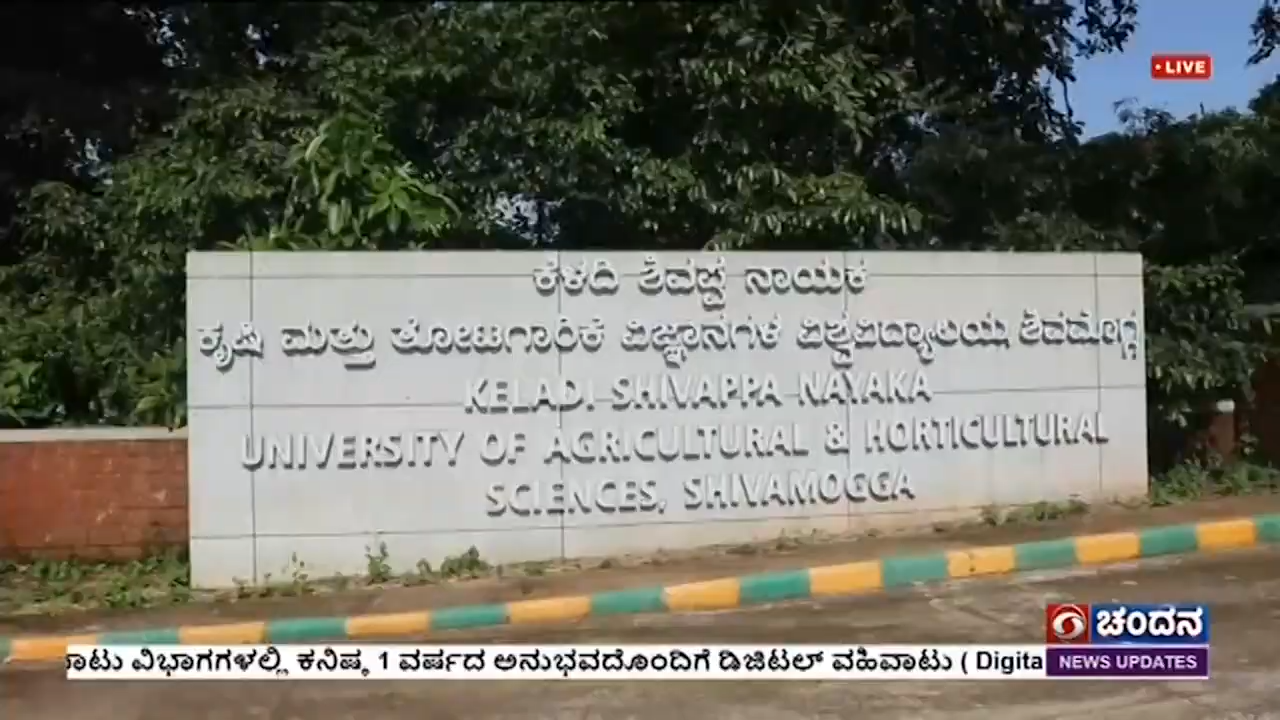 LIVE
ಕೆಳದಿ ಶಿವಪ್ಪ ನಾಯಕ
ಕೃಷಿ ಮತ್ತು ತೋಟಗಾರಿಕೆ ವಿಜ್ಞಾನಗಳ ವಿಶ್ವವಿದ್ಯಾಲಯ, ಶಿವಮೊಗ್ಗ
KELADI SHIVAPPA NAYAKA
UNIVERSITY OF AGRICULTURAL & HORTICULTURAL
SCIENCES, SHIVAMOGGA
ಚಂದನ
ಾಟು ವಿಭಾಗಗಳಲ್ಲಿ ಕನಿಷ್ಠ 1 ವರ್ಷದ ಅನುಭವದೊಂದಿಗೆ ಡಿಜಿಟಲ್ ವಹಿವಾಟು ( Digita
NEWS UPDATES